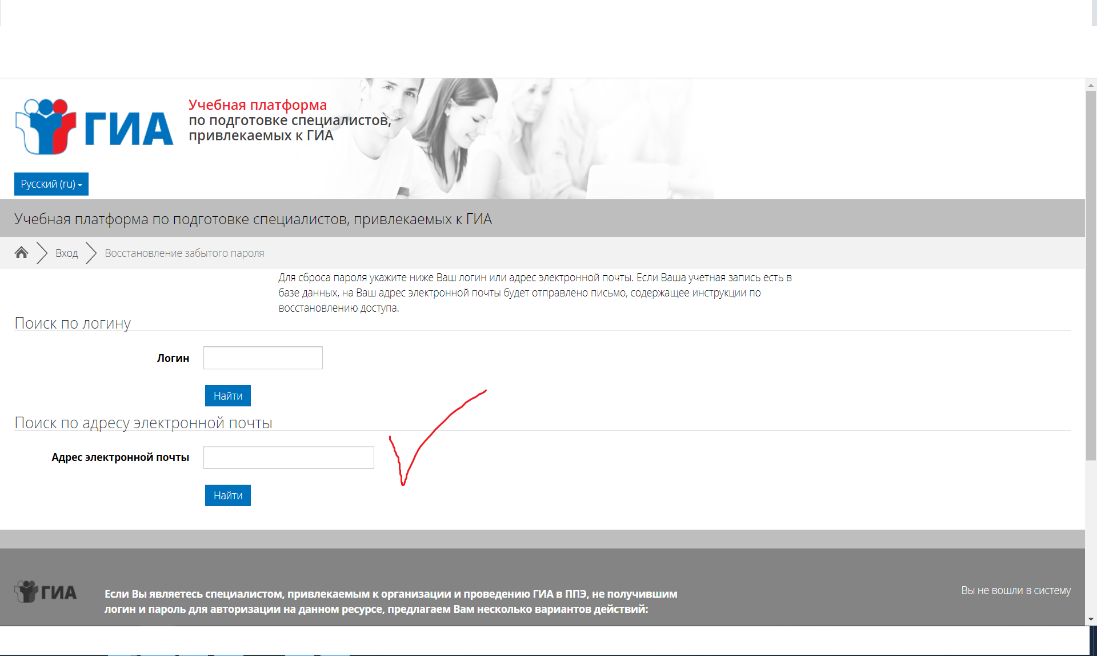 ГИА
Учебная платформа
по подготовке специалистов,
привлекаемых к ГИА
Русский (ru)
Учебная платформа по подготовке специалистов, привлекаемых к ГИА
Вход
Восстановление забытого пароля
Для сброса пароля укажите ниже Ваш логин или адрес электронной почты. Если Ваша учетная запись есть в
базе данных, на Ваш адрес электронной почты будет отправлено письмо, содержащее инструкции по
восстановлению доступа.
Поиск по логину
Логин
Найти
Поиск по адресу электронной почты
Адрес электронной почты
Найти
ГИА
Если Вы являетесь специалистом, привлекаемым к организации и проведению ГИА в ППЭ, не получившим
логин и пароль для авторизации на данном ресурсе, предлагаем Вам несколько вариантов действий:
Вы не вошли в систему